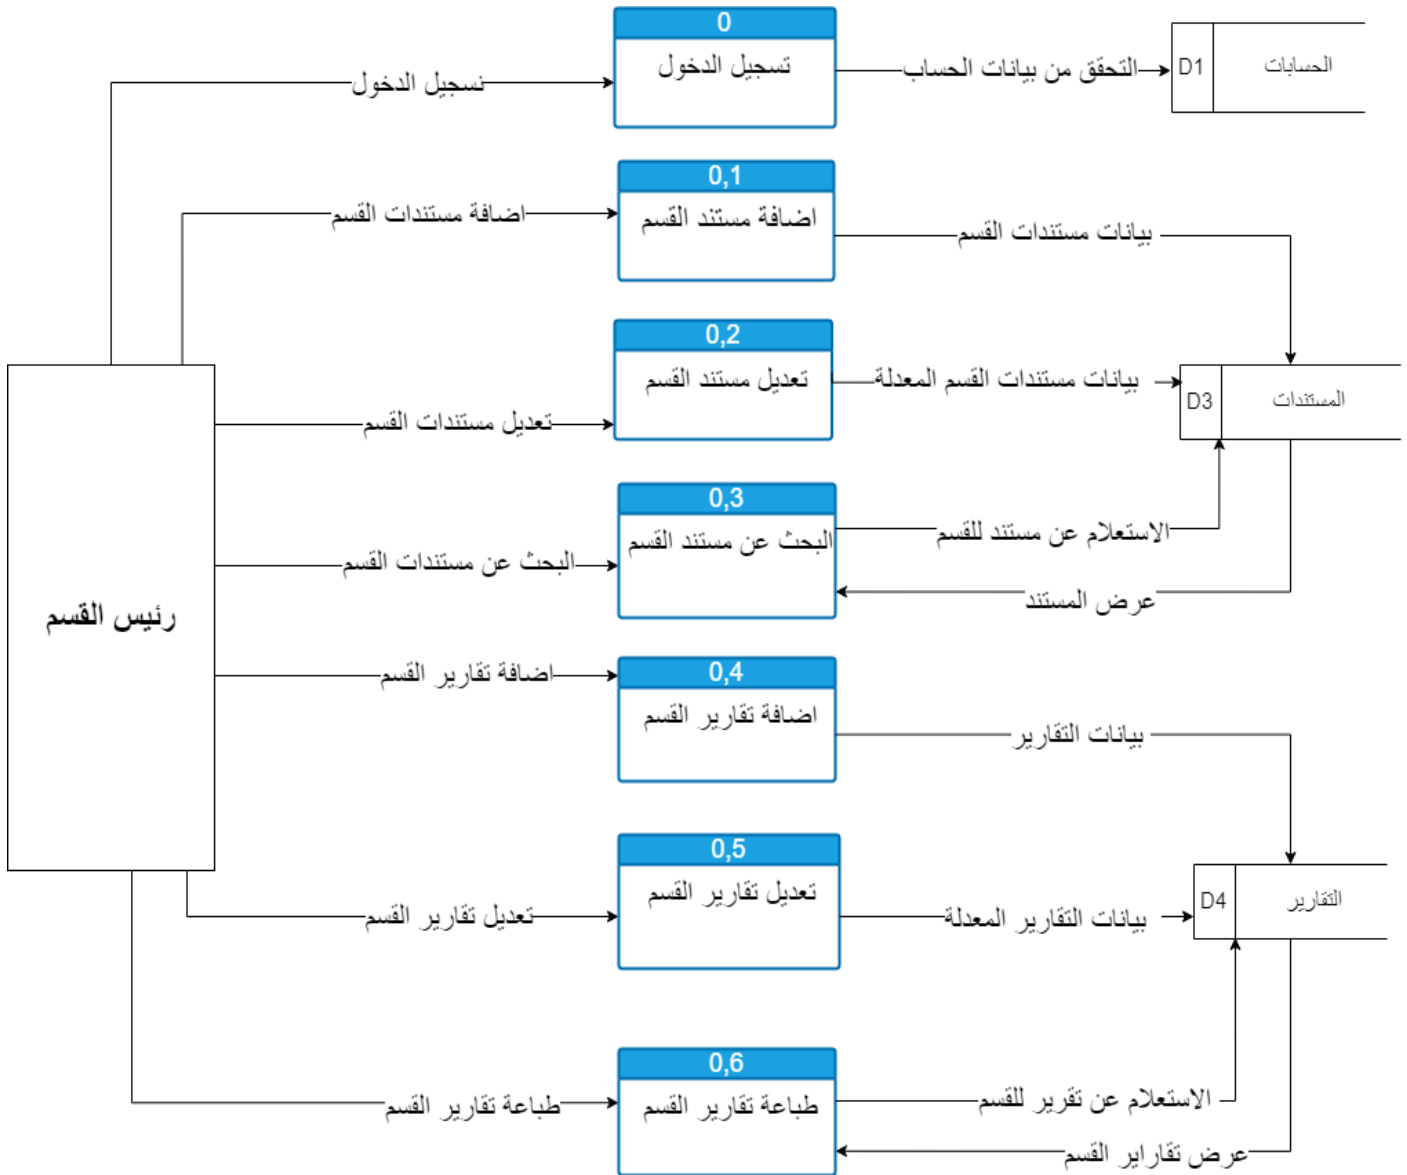 0
تسجيل الدخول
تسجيل الدخول
التحقق من بيانات الحساب
D1
الحسابات
0,1
اضافة مستندات القسم
اضافة مستند القسم
بيانات مستندات القسم
0,2
تعديل مستندات القسم
تعديل مستند القسم
بيانات مستندات القسم المعدلة
D3
المستندات
0,3
البحث عن مستندات القسم
البحث عن مستند القسم
الاستعلام عن مستند للقسم
عرض المستند
رئيس القسم
0,4
اضافة تقارير القسم
اضافة تقارير القسم
بيانات التقارير
0,5
تعديل تقارير القسم
تعديل تقارير القسم
بيانات التقارير المعدلة
D4
التقارير
0,6
طباعة تقارير القسم
طباعة تقارير القسم
الاستعلام عن تقرير للقسم
عرض تقاراير القسم